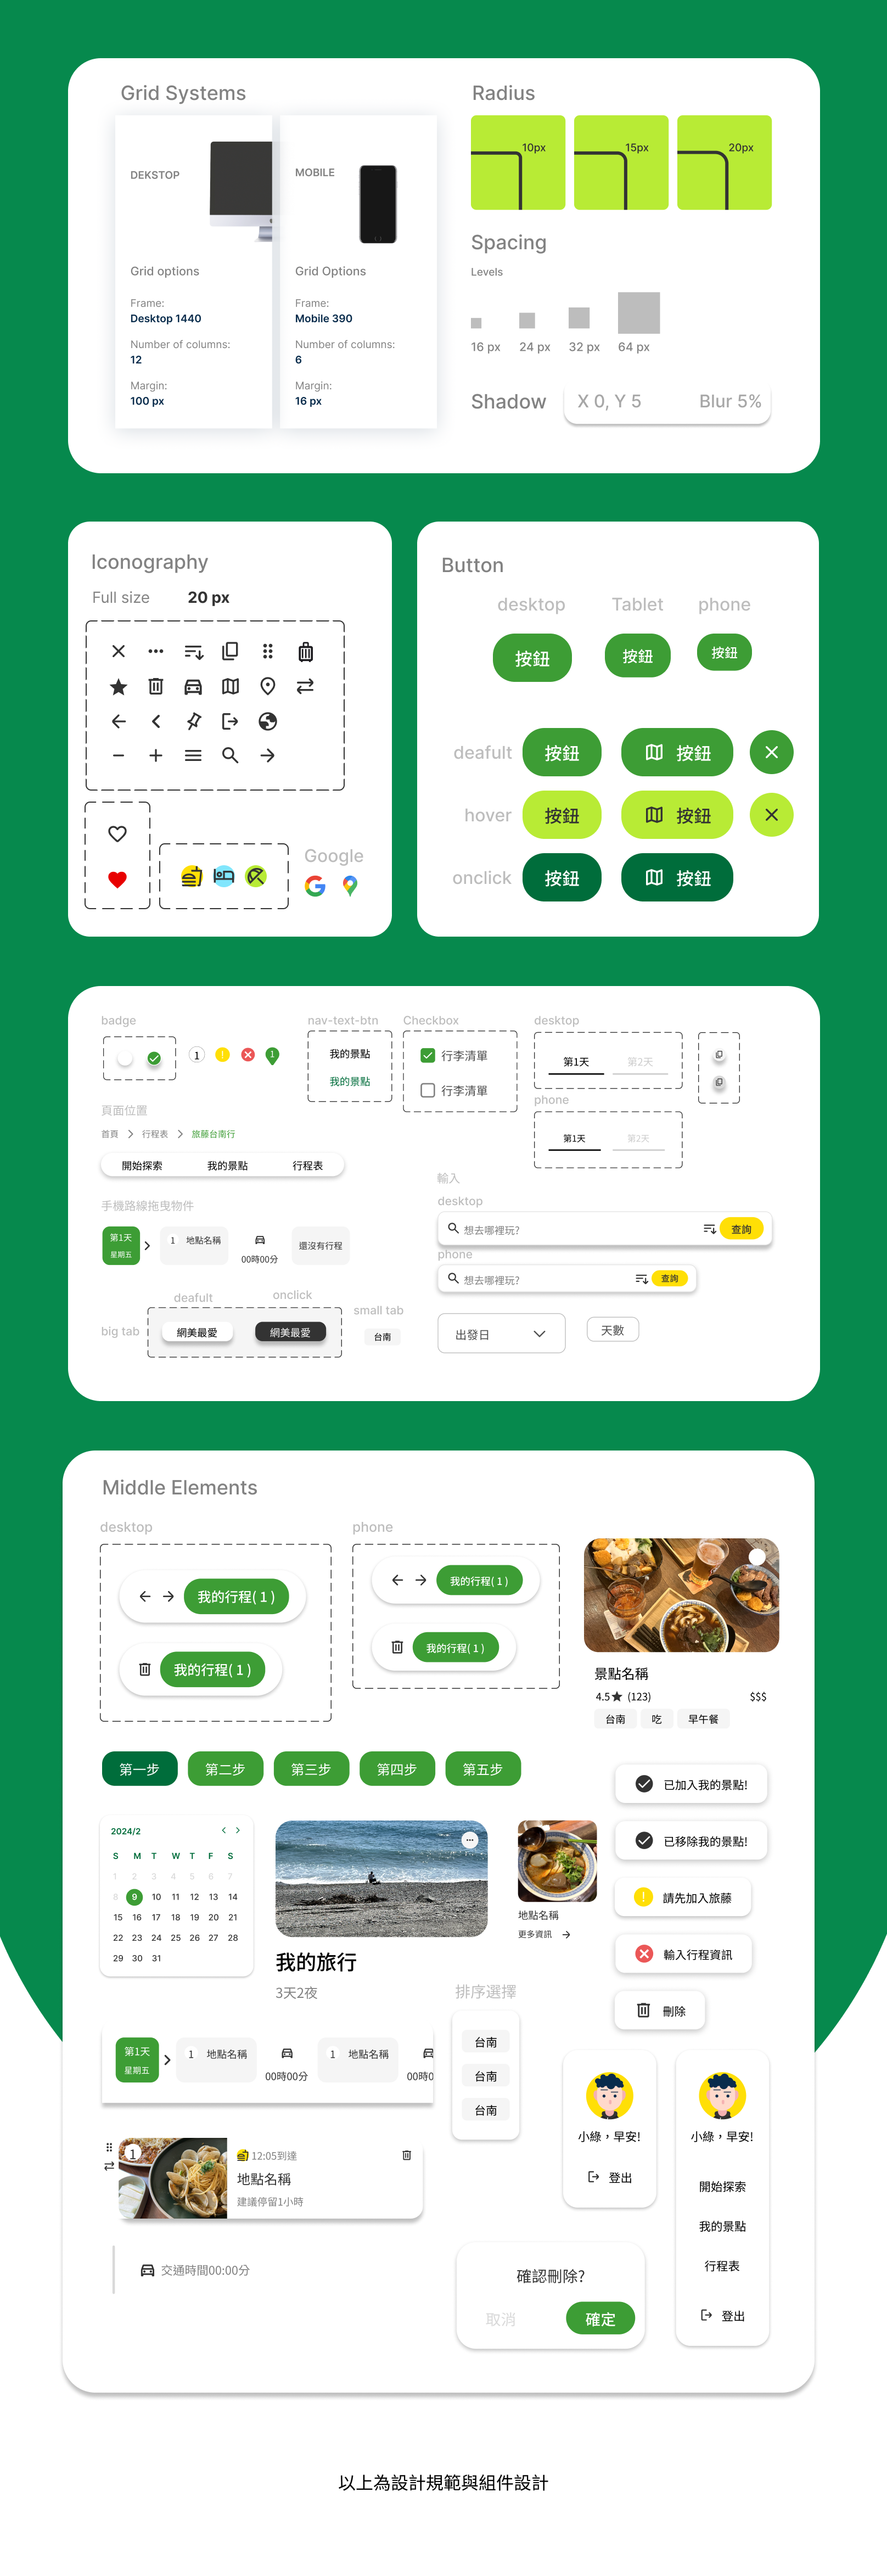 Grid Systems
DEKSTOP
Grid options
Frame:
Desktop 1440
Number of columns:
12
Margin:
100 px
MOBILE
Grid Options
Frame:
Mobile 390
Number of columns:
6
Margin:
16 px
Radius
10px
15px
20px
Spacing
Levels
16 px
24 px
32 px
64 px
Shadow
X 0, Y 5
Blur 5%
Iconography
Full size 20 px
Google
Button
desktop
Tablet
phone
按鈕
按鈕
按鈕
deafult
按鈕
按鈕
hover
按鈕
按鈕
onclick
按鈕
按鈕
badge
1
!
1
nav-text-btn
我的景點
我的景點
Checkbox
行李清單
行李清單
desktop
第1天
第2天
phone
第1天
第2天
頁面位置
首頁
行程表
旅藤台南行
開始探索
我的景點
行程表
手機路線拖曳物件
第1天
星期五
1 地點名稱
00時00分
還沒有行程
deafult
onclick
big tab
網美最愛
網美最愛
small tab
台南
輸入
desktop
想去哪裡玩?
查詢
phone
想去哪裡玩?
查詢
出發日
天數
Middle Elements
desktop
我的行程( 1 )
我的行程( 1 )
phone
我的行程( 1 )
我的行程( 1 )
景點名稱
4.5 (123)
$$$
台南
吃
早午餐
第一步
第二步
第三步
第四步
第五步
2024/2
S M T W T F S
1 2 3 4 5 6 7
8 9 10 11 12 13 14
15 16 17 18 19 20 21
22 23 24 25 26 27 28
29 30 31
我的旅行
3天2夜
地點名稱
更多資訊
已加入我的景點!
已移除我的景點!
! 請先加入旅藤
輸入行程資訊
刪除
第1天
星期五
1 地點名稱
00時00分
1 地點名稱
00時0
排序選擇
台南
台南
台南
小綠，早安!
登出
小綠，早安!
開始探索
我的景點
行程表
登出
1
12:05到達
地點名稱
建議停留1小時
交通時間00:00分
確認刪除?
取消
確定
以上為設計規範與組件設計